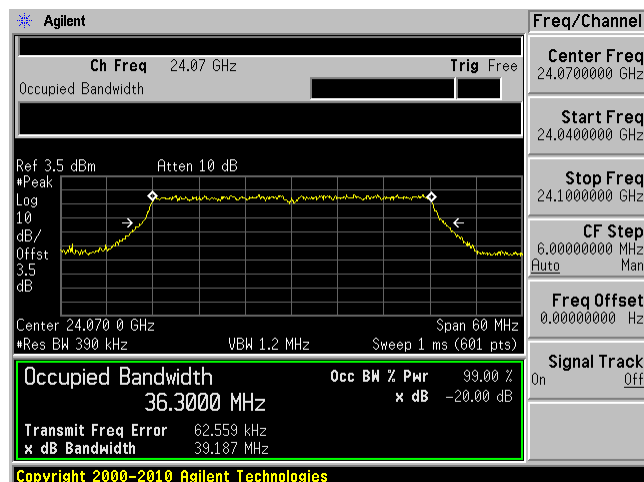 Agilent
Freq/Channel
Ch Freq 24.07 GHz Trig Free
Occupied Bandwidth
Center Freq
24.0700000 GHz
Start Freq
24.0400000 GHz
Stop Freq
24.1000000 GHz
CF Step
6.00000000 MHz
Auto Man
Freq Offset
0.00000000 Hz
Signal Track
On Off
Ref 3.5 dBm Atten 10 dB
#Peak
Log
10
dB/
Offst
3.5
dB
Center 24.070 0 GHz Span 60 MHz
#Res BW 390 kHz VBW 1.2 MHz Sweep 1 ms (601 pts)
Occupied Bandwidth Occ BW % Pwr 99.00 %
36.3000 MHz x dB -20.00 dB
Transmit Freq Error 62.559 kHz
x dB Bandwidth 39.187 MHz
Copyright 2000-2010 Agilent Technologies